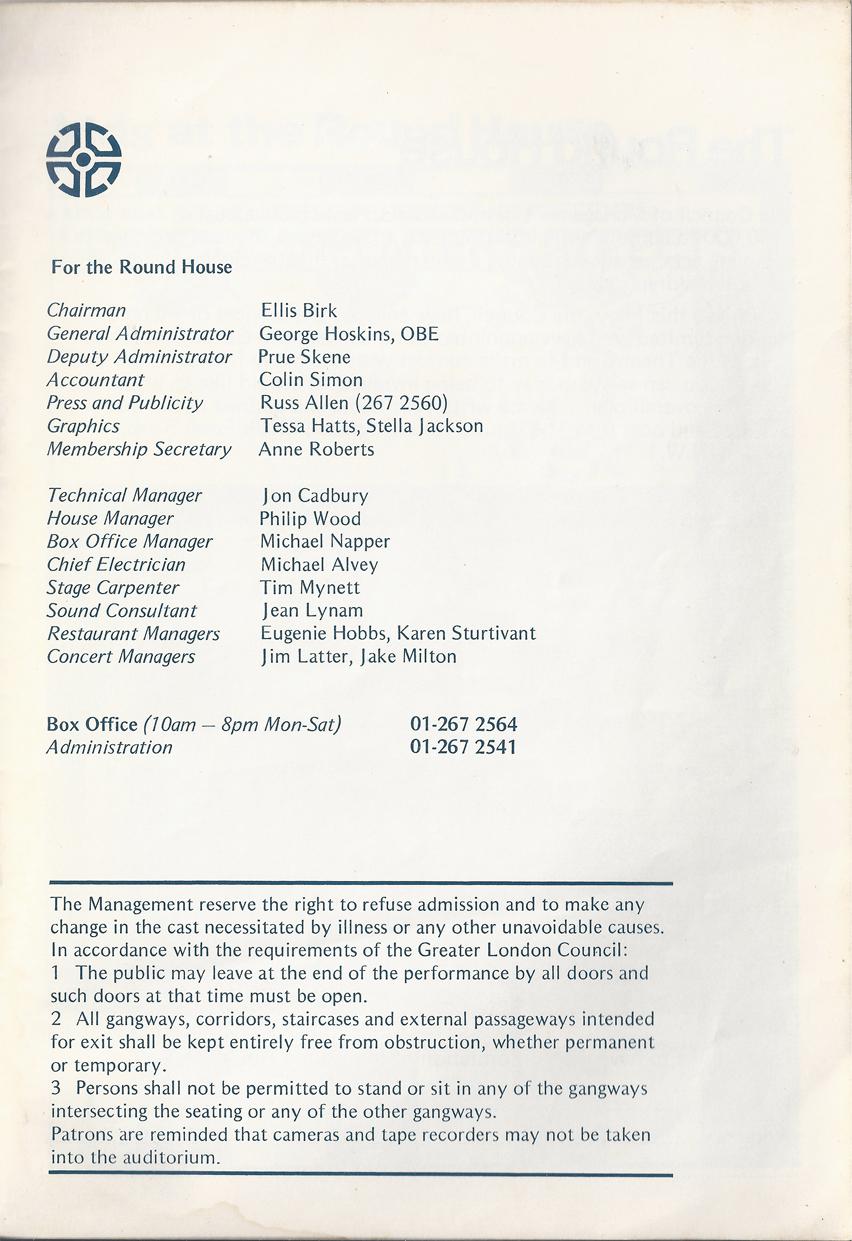 For the Round House
Chairman Ellis Birk
General Administrator George Hoskins, OBE
Deputy Administrator Prue Skene
Accountant Colin Simon
Press and Publicity Russ Allen (267 2560)
Graphics Tessa Hatts, Stella Jackson
Membership Secretary Anne Roberts
Technical Manager Jon Cadbury
House Manager Philip Wood
Box Office Manager Michael Napper
Chief Electrician Michael Alvey
Stage Carpenter Tim Mynett
Sound Consultant Jean Lynam
Restaurant Managers Eugenie Hobbs, Karen Sturtivant
Concert Managers Jim Latter, Jake Milton
Box Office (10am — 8pm Mon-Sat) 01-267 2564
Administration 01-267 2541
The Management reserve the right to refuse admission and to make any
change in the cast necessitated by illness or any other unavoidable causes.
In accordance with the requirements of the Greater London Council:
1 The public may leave at the end of the performance by all doors and
such doors at that time must be open.
2 All gangways, corridors, staircases and external passageways intended
for exit shall be kept entirely free from obstruction, whether permanent
or temporary.
3 Persons shall not be permitted to stand or sit in any of the gangways
intersecting the seating or any of the other gangways.
Patrons are reminded that cameras and tape recorders may not be taken
into the auditorium.